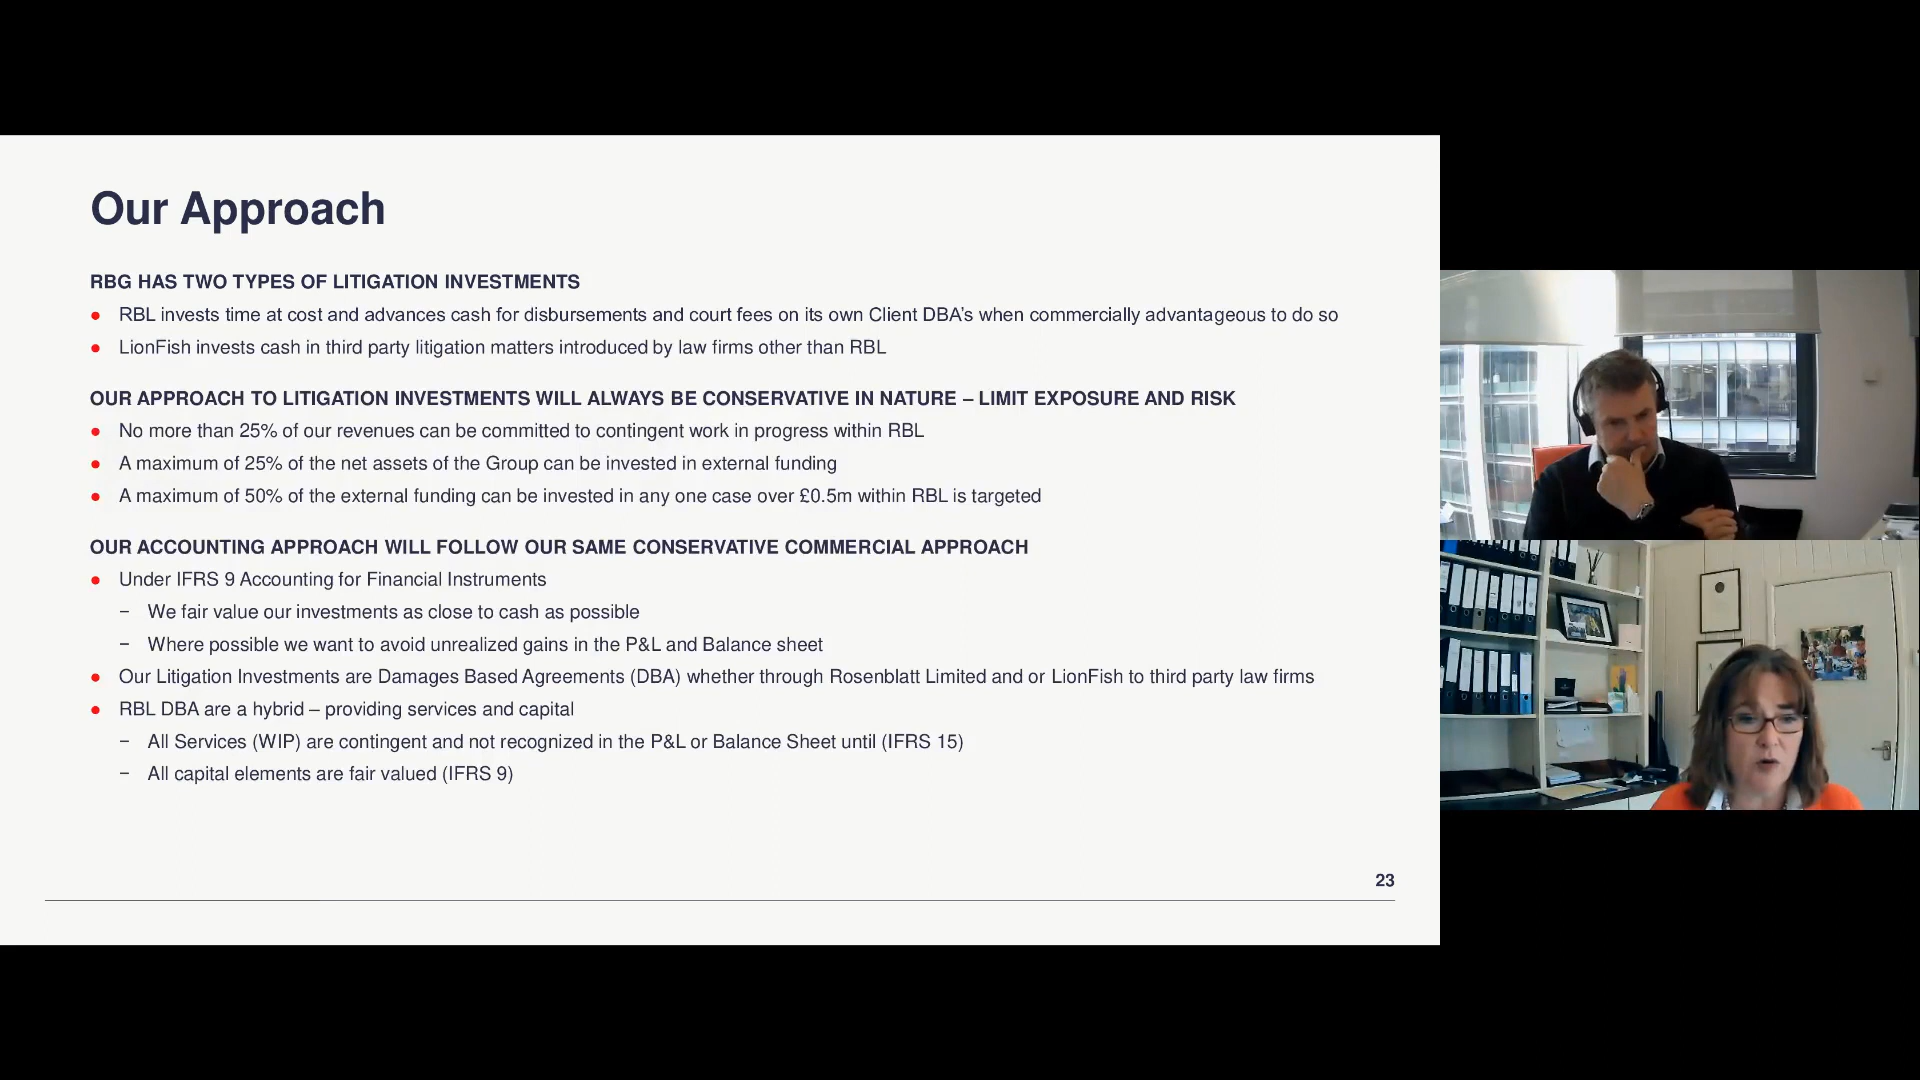 Our Approach
RBG HAS TWO TYPES OF LITIGATION INVESTMENTS
● RBL invests time at cost and advances cash for disbursements and court fees on its own Client DBA’s when commercially advantageous to do so
● LionFish invests cash in third party litigation matters introduced by law firms other than RBL
OUR APPROACH TO LITIGATION INVESTMENTS WILL ALWAYS BE CONSERVATIVE IN NATURE – LIMIT EXPOSURE AND RISK
● No more than 25% of our revenues can be committed to contingent work in progress within RBL
● A maximum of 25% of the net assets of the Group can be invested in external funding
● A maximum of 50% of the external funding can be invested in any one case over £0.5m within RBL is targeted
OUR ACCOUNTING APPROACH WILL FOLLOW OUR SAME CONSERVATIVE COMMERCIAL APPROACH
● Under IFRS 9 Accounting for Financial Instruments
− We fair value our investments as close to cash as possible
− Where possible we want to avoid unrealized gains in the P&L and Balance sheet
● Our Litigation Investments are Damages Based Agreements (DBA) whether through Rosenblatt Limited and or LionFish to third party law firms
● RBL DBA are a hybrid – providing services and capital
− All Services (WIP) are contingent and not recognized in the P&L or Balance Sheet until (IFRS 15)
− All capital elements are fair valued (IFRS 9)
23